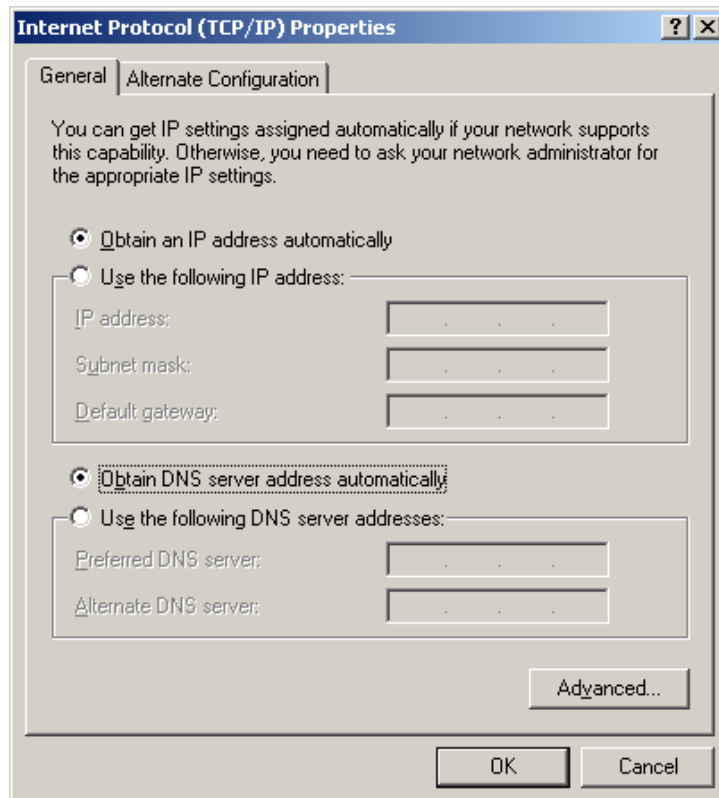 Internet Protocol (TCP/IP) Properties
General
Alternate Configuration
You can get IP settings assigned automatically if your network supports
this capability. Otherwise, you need to ask your network administrator for
the appropriate IP settings.
Obtain an IP address automatically
Use the following IP address:
IP address:
Subnet mask:
Default gateway:
Obtain DNS server address automatically
Use the following DNS server addresses:
Preferred DNS server:
Alternate DNS server:
Advanced...
OK
Cancel